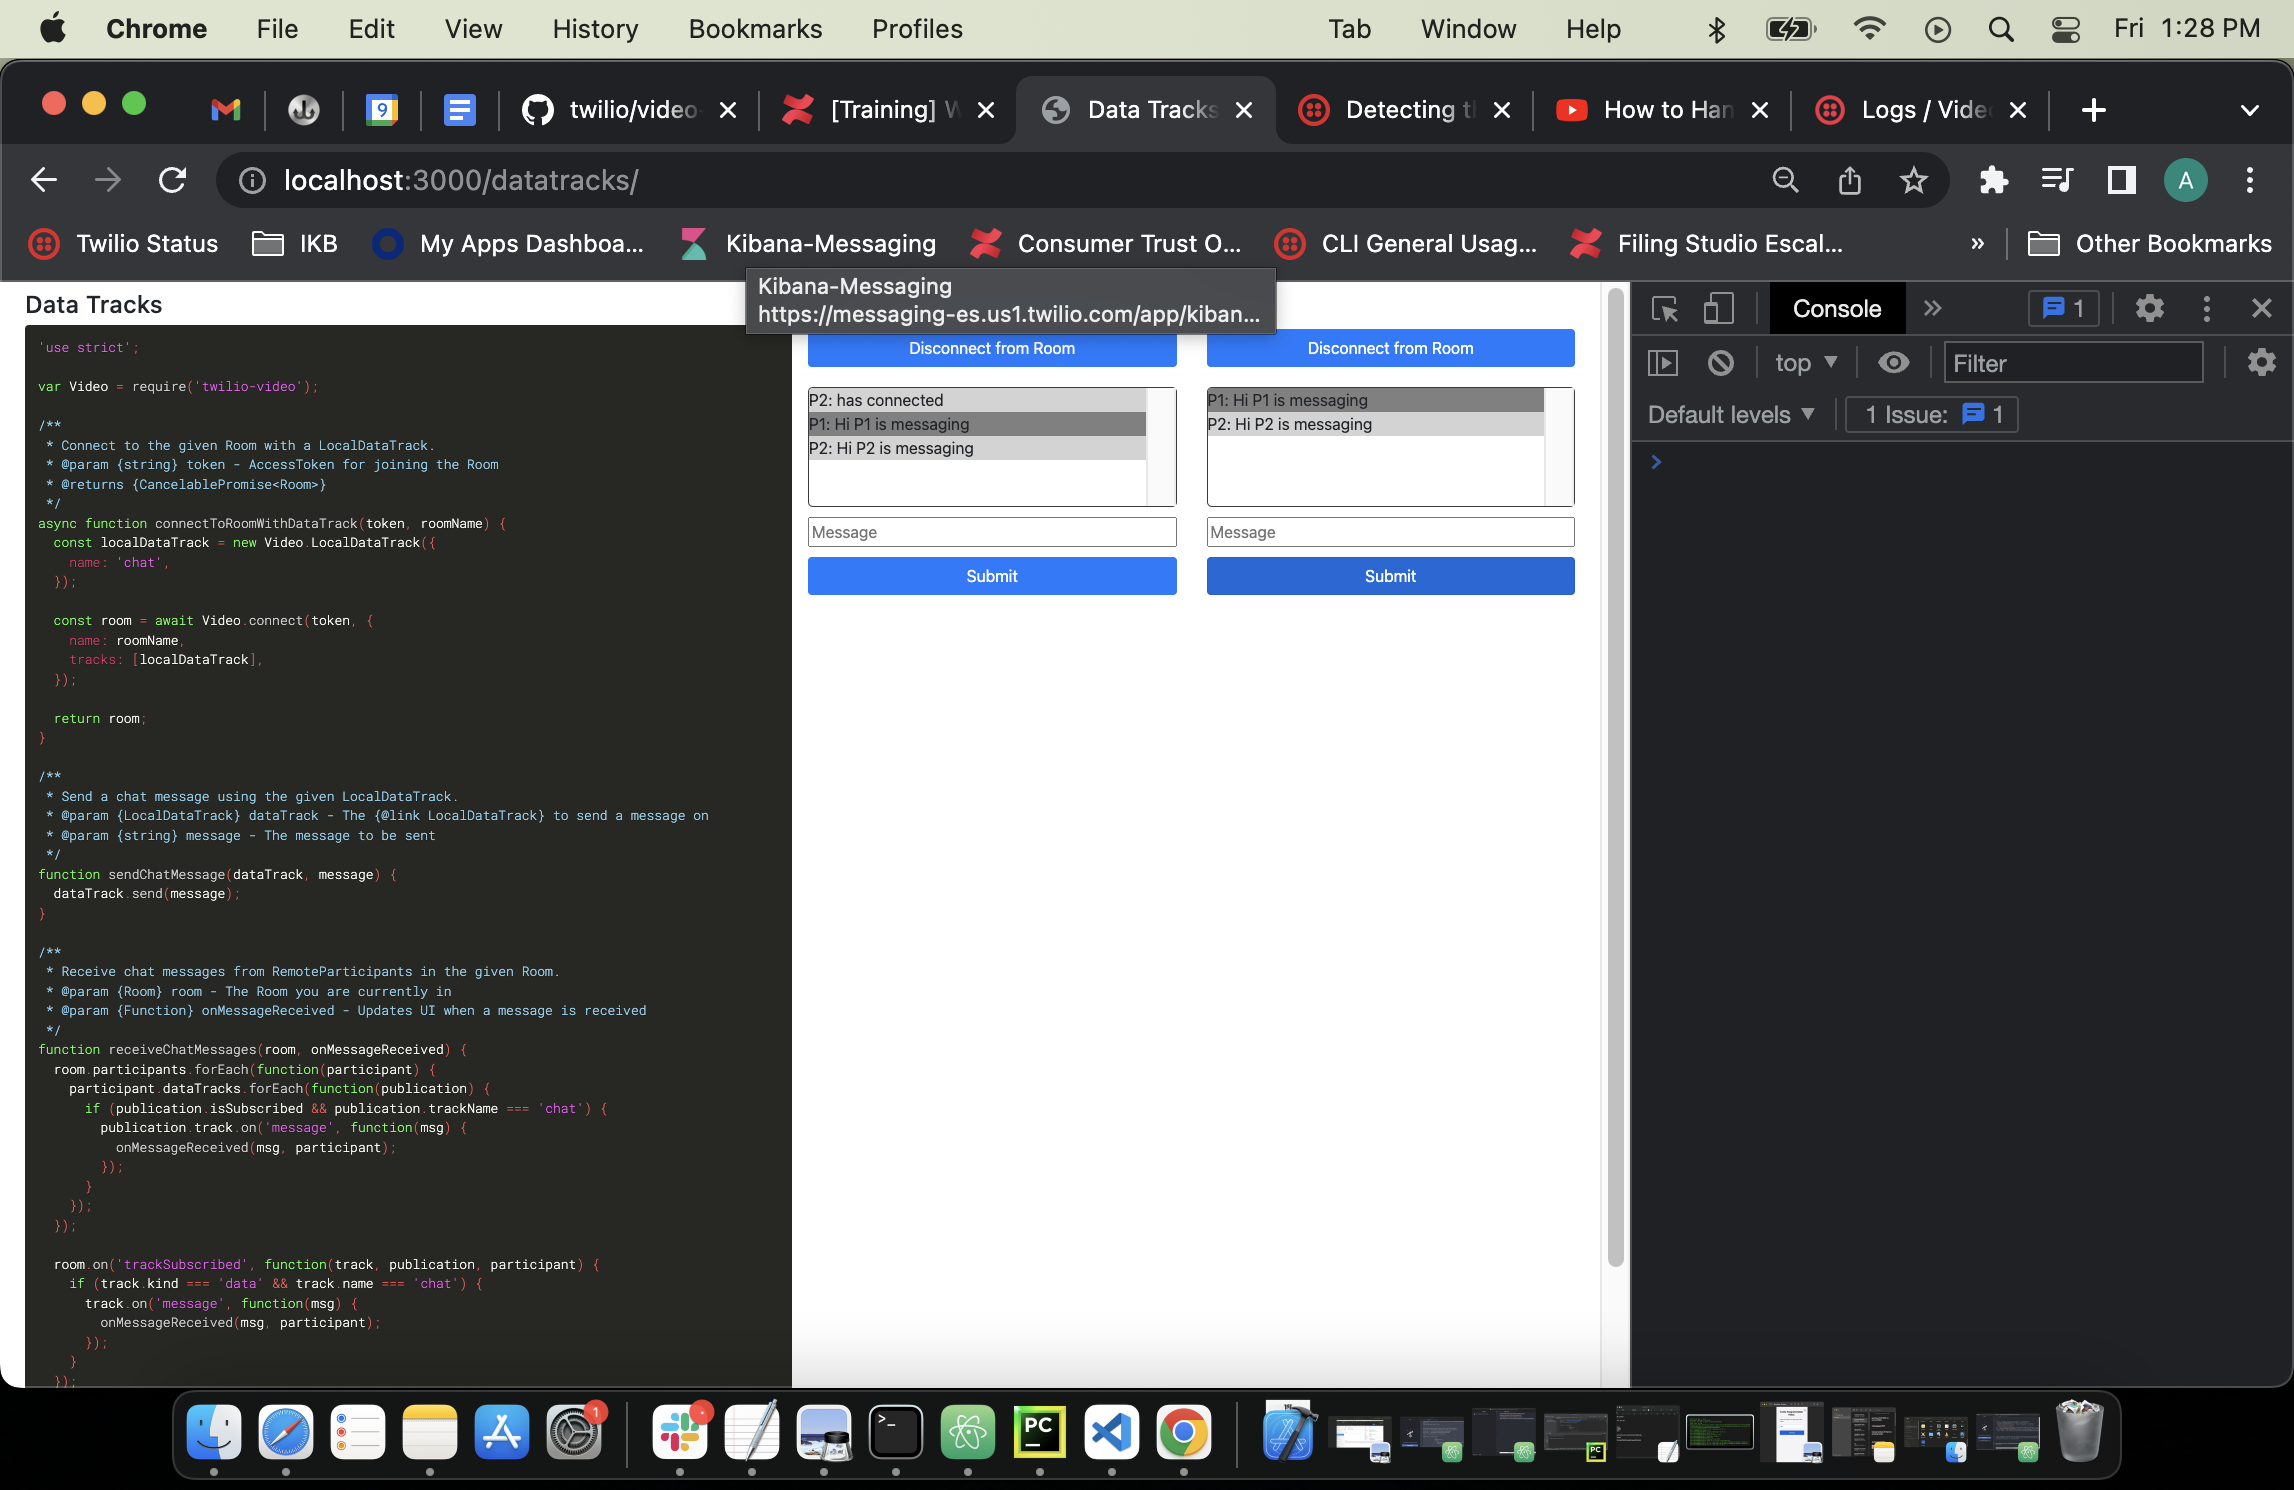 Chrome File Edit View History Bookmarks Profiles Tab Window Help Fri 1:28 PM
9 twilio/video- [Training] W Data Tracks Detecting t How to Han Logs / Vide
localhost:3000/datatracks/ A
Twilio Status IKB My Apps Dashboa... Kibana-Messaging Consumer Trust O... CLI General Usag... Filing Studio Escal... » Other Bookmarks
Kibana-Messaging
https://messaging-es.us1.twilio.com/app/kiban...
Data Tracks
'use strict';
var Video = require('twilio-video');
/**
* Connect to the given Room with a LocalDataTrack.
* @param {string} token - AccessToken for joining the Room
* @returns {CancelablePromise<Room>}
*/
async function connectToRoomWithDataTrack(token, roomName) {
const localDataTrack = new Video.LocalDataTrack({
name: 'chat',
});
const room = await Video.connect(token, {
name: roomName,
tracks: [localDataTrack],
});
return room;
}
/**
* Send a chat message using the given LocalDataTrack.
* @param {LocalDataTrack} dataTrack - The {@link LocalDataTrack} to send a message on
* @param {string} message - The message to be sent
*/
function sendChatMessage(dataTrack, message) {
dataTrack.send(message);
}
/**
* Receive chat messages from RemoteParticipants in the given Room.
* @param {Room} room - The Room you are currently in
* @param {Function} onMessageReceived - Updates UI when a message is received
*/
function receiveChatMessages(room, onMessageReceived) {
room.participants.forEach(function(participant) {
participant.dataTracks.forEach(function(publication) {
if (publication.isSubscribed && publication.trackName === 'chat') {
publication.track.on('message', function(msg) {
onMessageReceived(msg, participant);
});
}
});
});
room.on('trackSubscribed', function(track, publication, participant) {
if (track.kind === 'data' && track.name === 'chat') {
track.on('message', function(msg) {
onMessageReceived(msg, participant);
});
}
});
Disconnect from Room
P2: has connected
P1: Hi P1 is messaging
P2: Hi P2 is messaging
Message
Submit
Disconnect from Room
P1: Hi P1 is messaging
P2: Hi P2 is messaging
Message
Submit
Console » 1
top Filter
Default levels 1 Issue: 1
1
PC